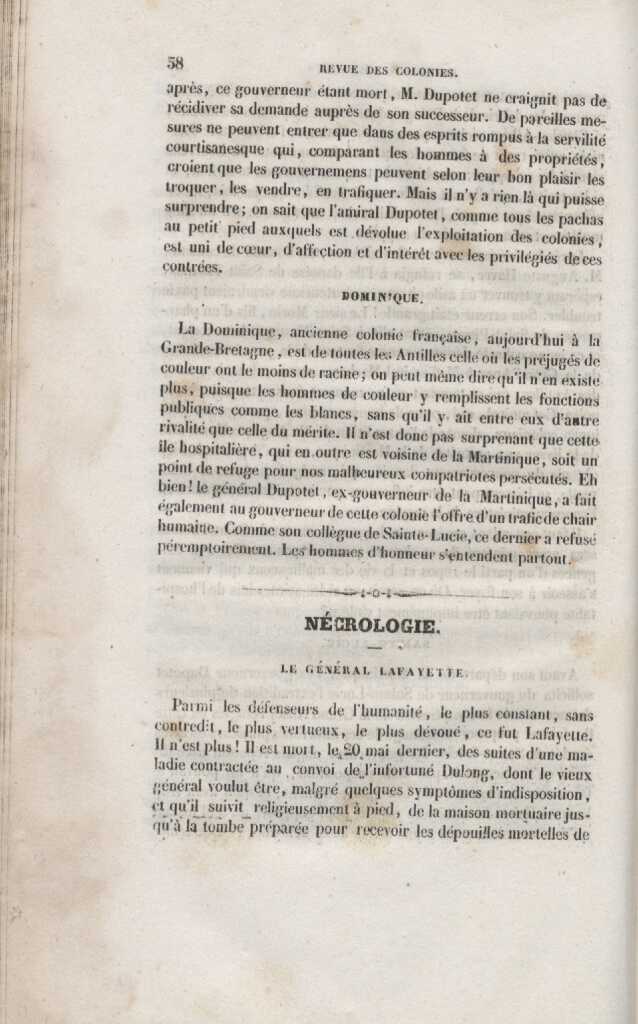 58
REVUE DES COLONIES.
après, ce gouverneur étant mort, M. Dupotet ne craignit pas de
récidiver sa demande auprès de son successeur. De pareilles me-
sures ne peuvent entrer que dans des esprits rompus à la servilité
courtisanesque qui, comparant les hommes à des propriétés,
croient que les gouvernemens peuvent selon leur bon plaisir les
troquer, les vendre, en trafiquer. Mais il n'y a rien là qui puisse
surprendre; on sait que l'amiral Dupotet, comme tous les pachas
au petit pied auxquels est dévolue l'exploitation des colonies,
est uni de cœur, d'affection et d'intérêt avec les privilégiés de ces
contrées.
DOMINIQUE.
La Dominique, ancienne colonie française, aujourd'hui à la
Grande-Bretagne, est de toutes les Antilles celle où les préjugés de
couleur ont le moins de racine; on peut même dire qu'il n'en existe
plus, puisque les hommes de couleur y remplissent les fonctions
publiques comme les blancs, sans qu'il y ait entre eux d'autre
rivalité que celle du mérite. Il n'est donc pas surprenant que cette
île hospitalière, qui en outre est voisine de la Martinique, soit un
point de refuge pour nos malheureux compatriotes persécutés. Eh
bien! le général Dupotet, ex-gouverneur de la Martinique, a fait
également au gouverneur de cette colonie l'offre d'un trafic de chair
humaine. Comme son collègue de Sainte-Lucie, ce dernier a refusé
péremptoirement. Les hommes d'honneur s'entendent partout.
NÉCROLOGIE.
LE GÉNÉRAL LAFAYETTE.
Parmi les défenseurs de l'humanité, le plus constant, sans
contredit, le plus vertueux, le plus dévoué, ce fut Lafayette.
Il n'est plus! Il est mort, le 20 mai dernier, des suites d'une ma-
ladie contractée au convoi de l'infortuné Dulong, dont le vieux
général voulut être, malgré quelques symptômes d'indisposition,
et qu'il suivit religieusement à pied, de la maison mortuaire jus-
qu'à la tombe préparée pour recevoir les dépouilles mortelles de